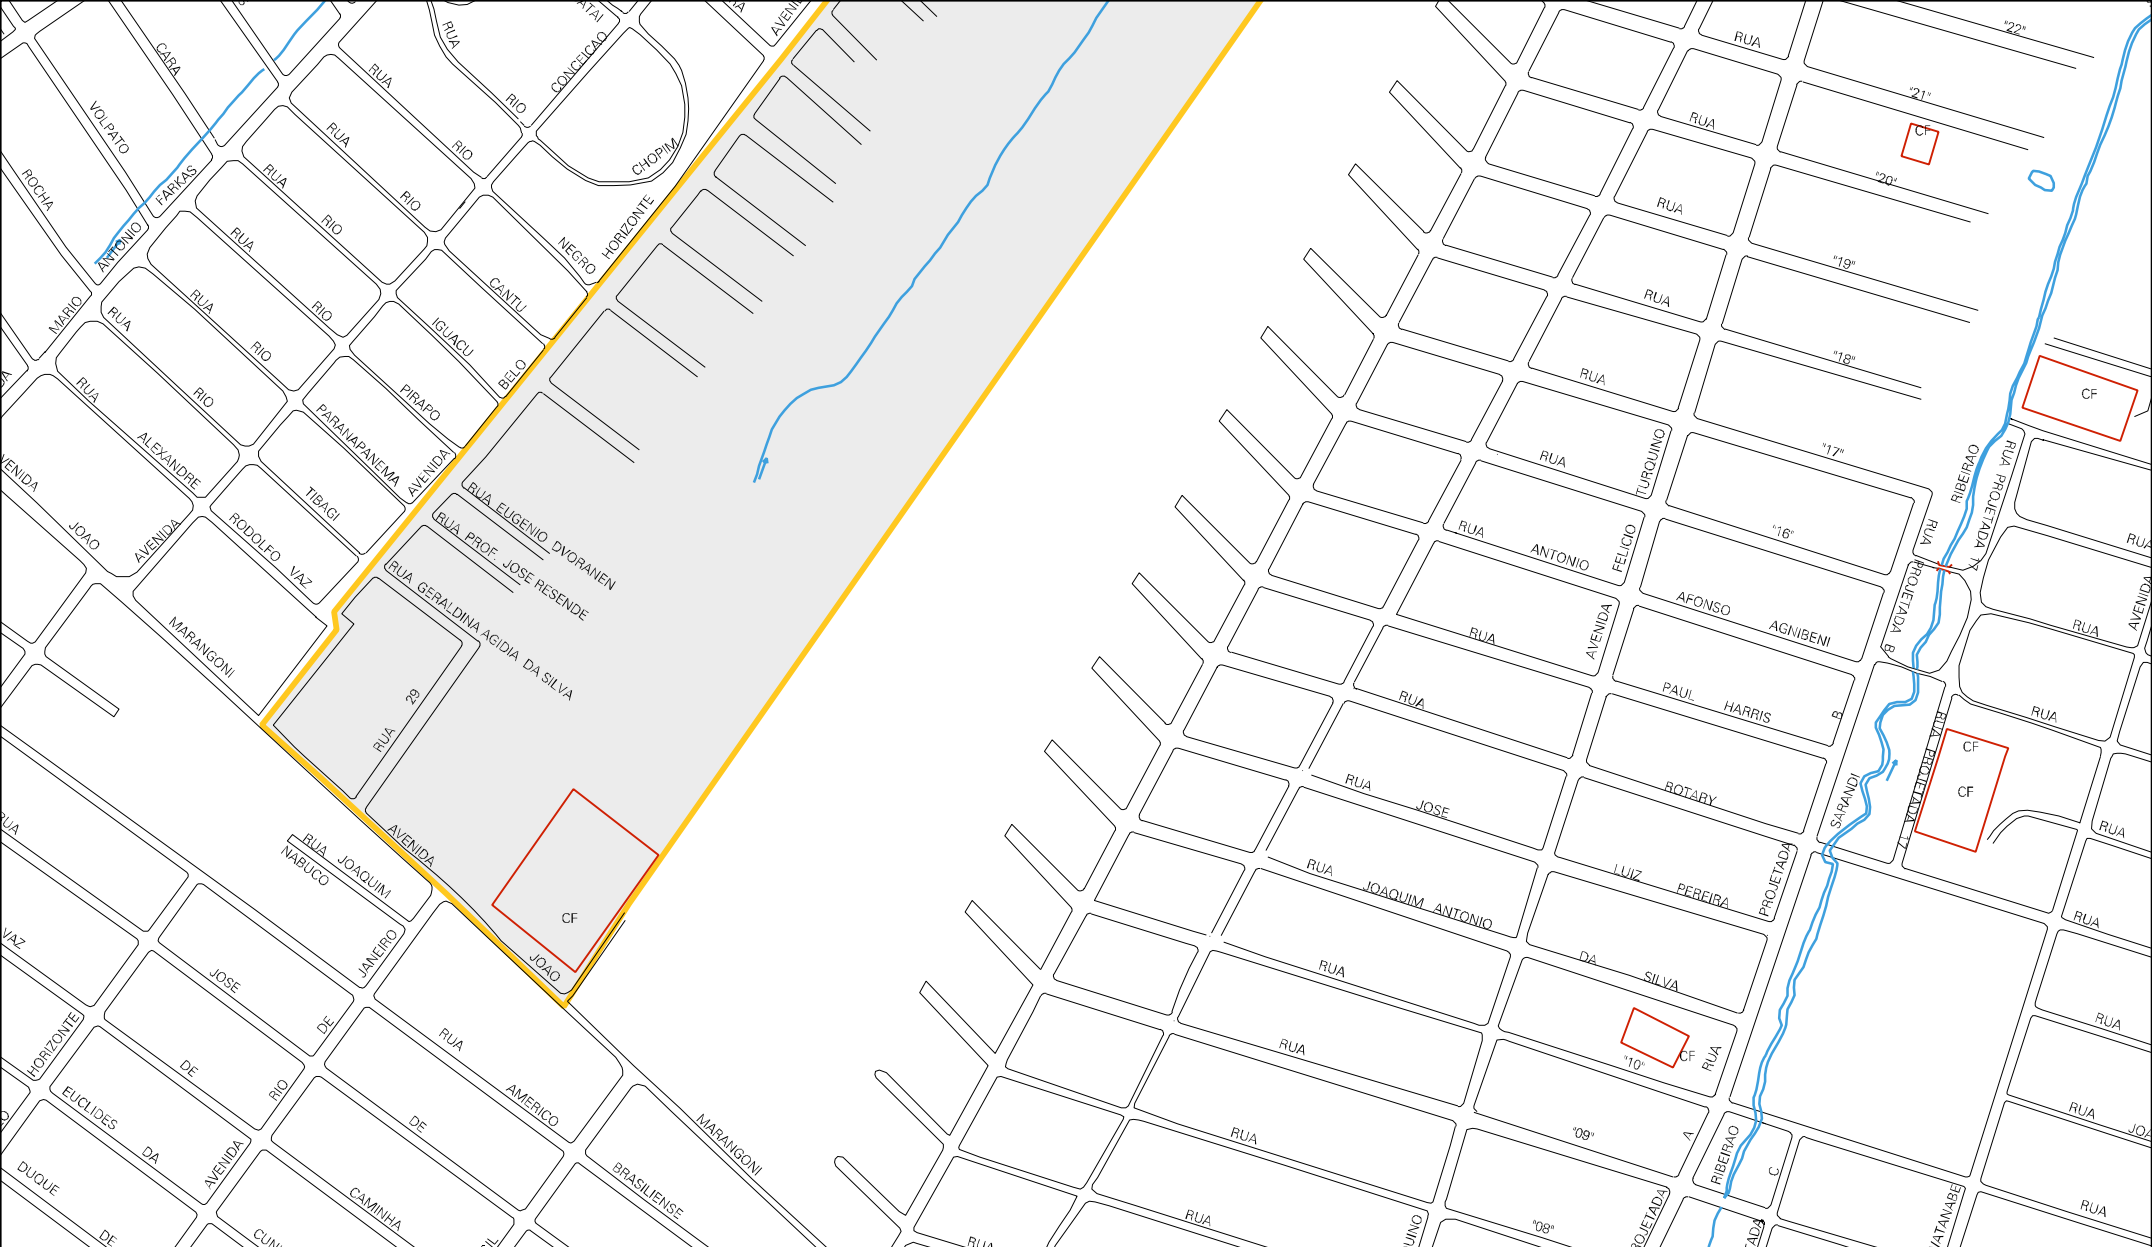 CARA
VOLPATO
ROCHA
MARIO
ANTONIO
FARKAS
RUA
RIO
CONCEICAO
ATAI
CHOPIM
RUA
RIO
NEGRO
HORIZONTE
RUA
RIO
CANTU
RUA
RIO
IGUACU
BELO
RUA
RIO
PIRAPO
RUA
RIO
PARANAPANEMA
AVENIDA
RUA
RIO
TIBAGI
RUA
ALEXANDRE
RODOLFO VAZ
JOAO
AVENIDA
MARANGONI
RUA EUGENIO DVORANEN
RUA PROF. JOSE RESENDE
RUA GERALDINA AGIDIA DA SILVA
RUA 29
AVENIDA
JOAO
CF
RUA JOAQUIM
NABUCO
VAZ
JOSE
DE
JANEIRO
HORIZONTE
DE
RIO
EUCLIDES
DA
AVENIDA
DUQUE
DE
CAMINHA
RUA
AMERICO
DE
BRASILIENSE
MARANGONI
RUA
"22"
RUA
"21"
CF
RUA
"20"
RUA
"19"
RUA
"18"
RUA
"17"
TURQUINO
RUA
ANTONIO
FELICIO
"16"
RUA
AVENIDA
AFONSO
AGNIBENI
RUA
PAUL
HARRIS
B
RUA
JOSE
ROTARY
RUA
JOAQUIM ANTONIO
LUIZ
PEREIRA
PROJETADA
RUA
DA
SILVA
RUA
"10"
CF
RUA
RUA
"09"
A
RUA
"08"
RUA
RIBEIRAO
C
RIBEIRAO
RUA
PROJETADA
B
RUA PROJETADA 17
SARANDI
RUA PROJETADA 17
CF
CF
CF
RUA
AVENIDA
RUA
RUA
RUA
RUA
RUA
RUA
RUA